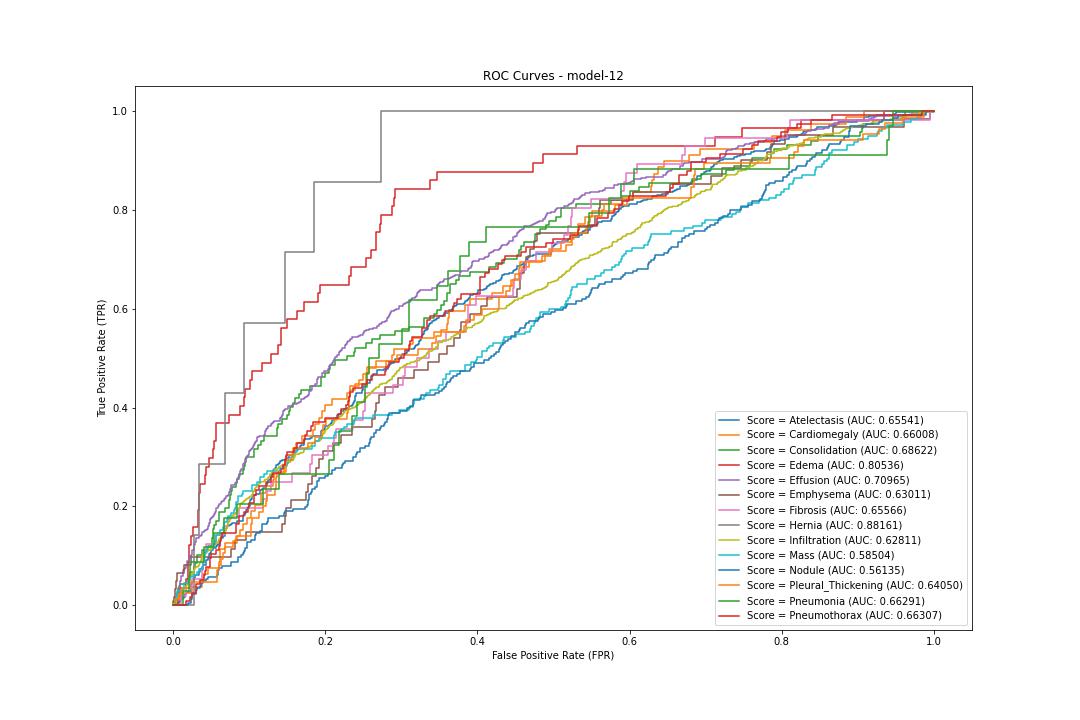 ROC Curves - model-12
1.0
0.8
0.6
0.4
0.2
0.0
True Positive Rate (TPR)
0.0 0.2 0.4 0.6 0.8 1.0
False Positive Rate (FPR)
Score = Atelectasis (AUC: 0.65541)
Score = Cardiomegaly (AUC: 0.66008)
Score = Consolidation (AUC: 0.68622)
Score = Edema (AUC: 0.80536)
Score = Effusion (AUC: 0.70965)
Score = Emphysema (AUC: 0.63011)
Score = Fibrosis (AUC: 0.65566)
Score = Hernia (AUC: 0.88161)
Score = Infiltration (AUC: 0.62811)
Score = Mass (AUC: 0.58504)
Score = Nodule (AUC: 0.56135)
Score = Pleural_Thickening (AUC: 0.64050)
Score = Pneumonia (AUC: 0.66291)
Score = Pneumothorax (AUC: 0.66307)